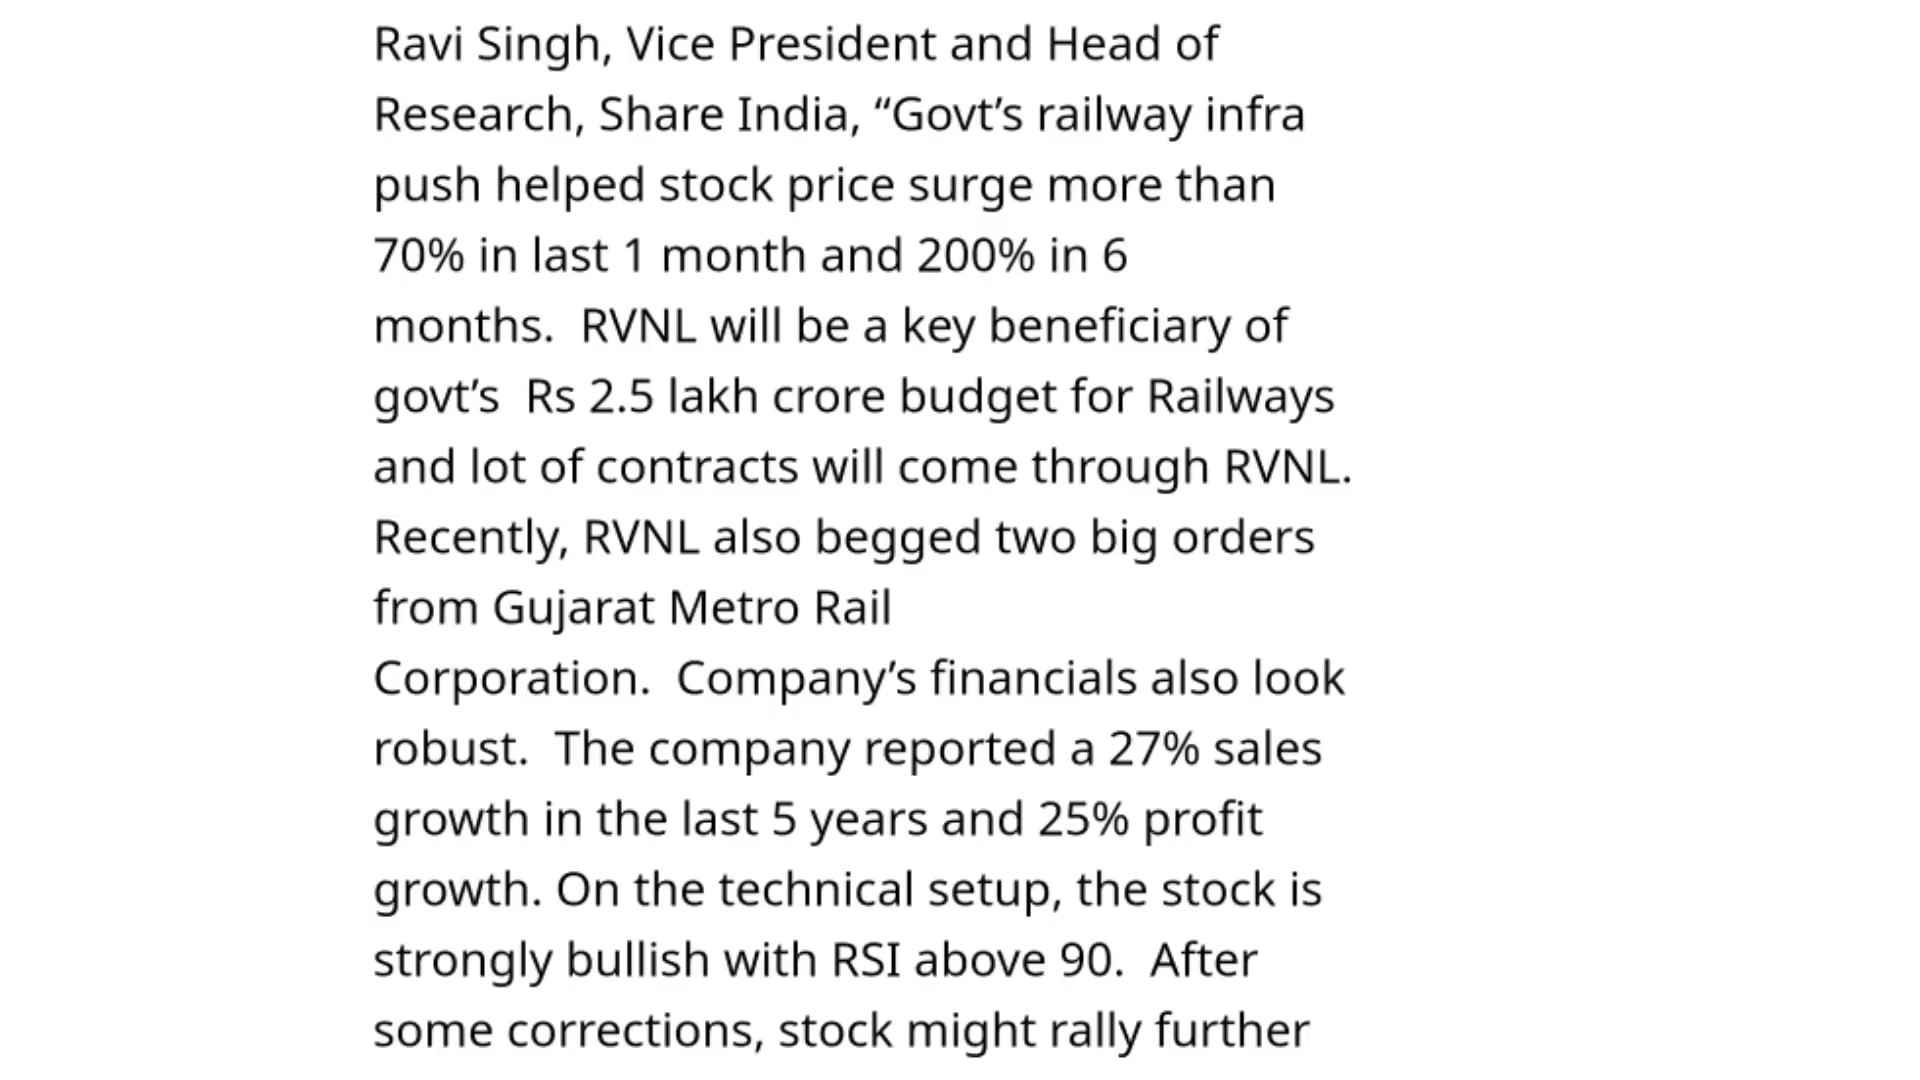 Ravi Singh, Vice President and Head of
Research, Share India, “Govt’s railway infra
push helped stock price surge more than
70% in last 1 month and 200% in 6
months.  RVNL will be a key beneficiary of
govt’s  Rs 2.5 lakh crore budget for Railways
and lot of contracts will come through RVNL.
Recently, RVNL also begged two big orders
from Gujarat Metro Rail
Corporation.  Company’s financials also look
robust.  The company reported a 27% sales
growth in the last 5 years and 25% profit
growth. On the technical setup, the stock is
strongly bullish with RSI above 90.  After
some corrections, stock might rally further